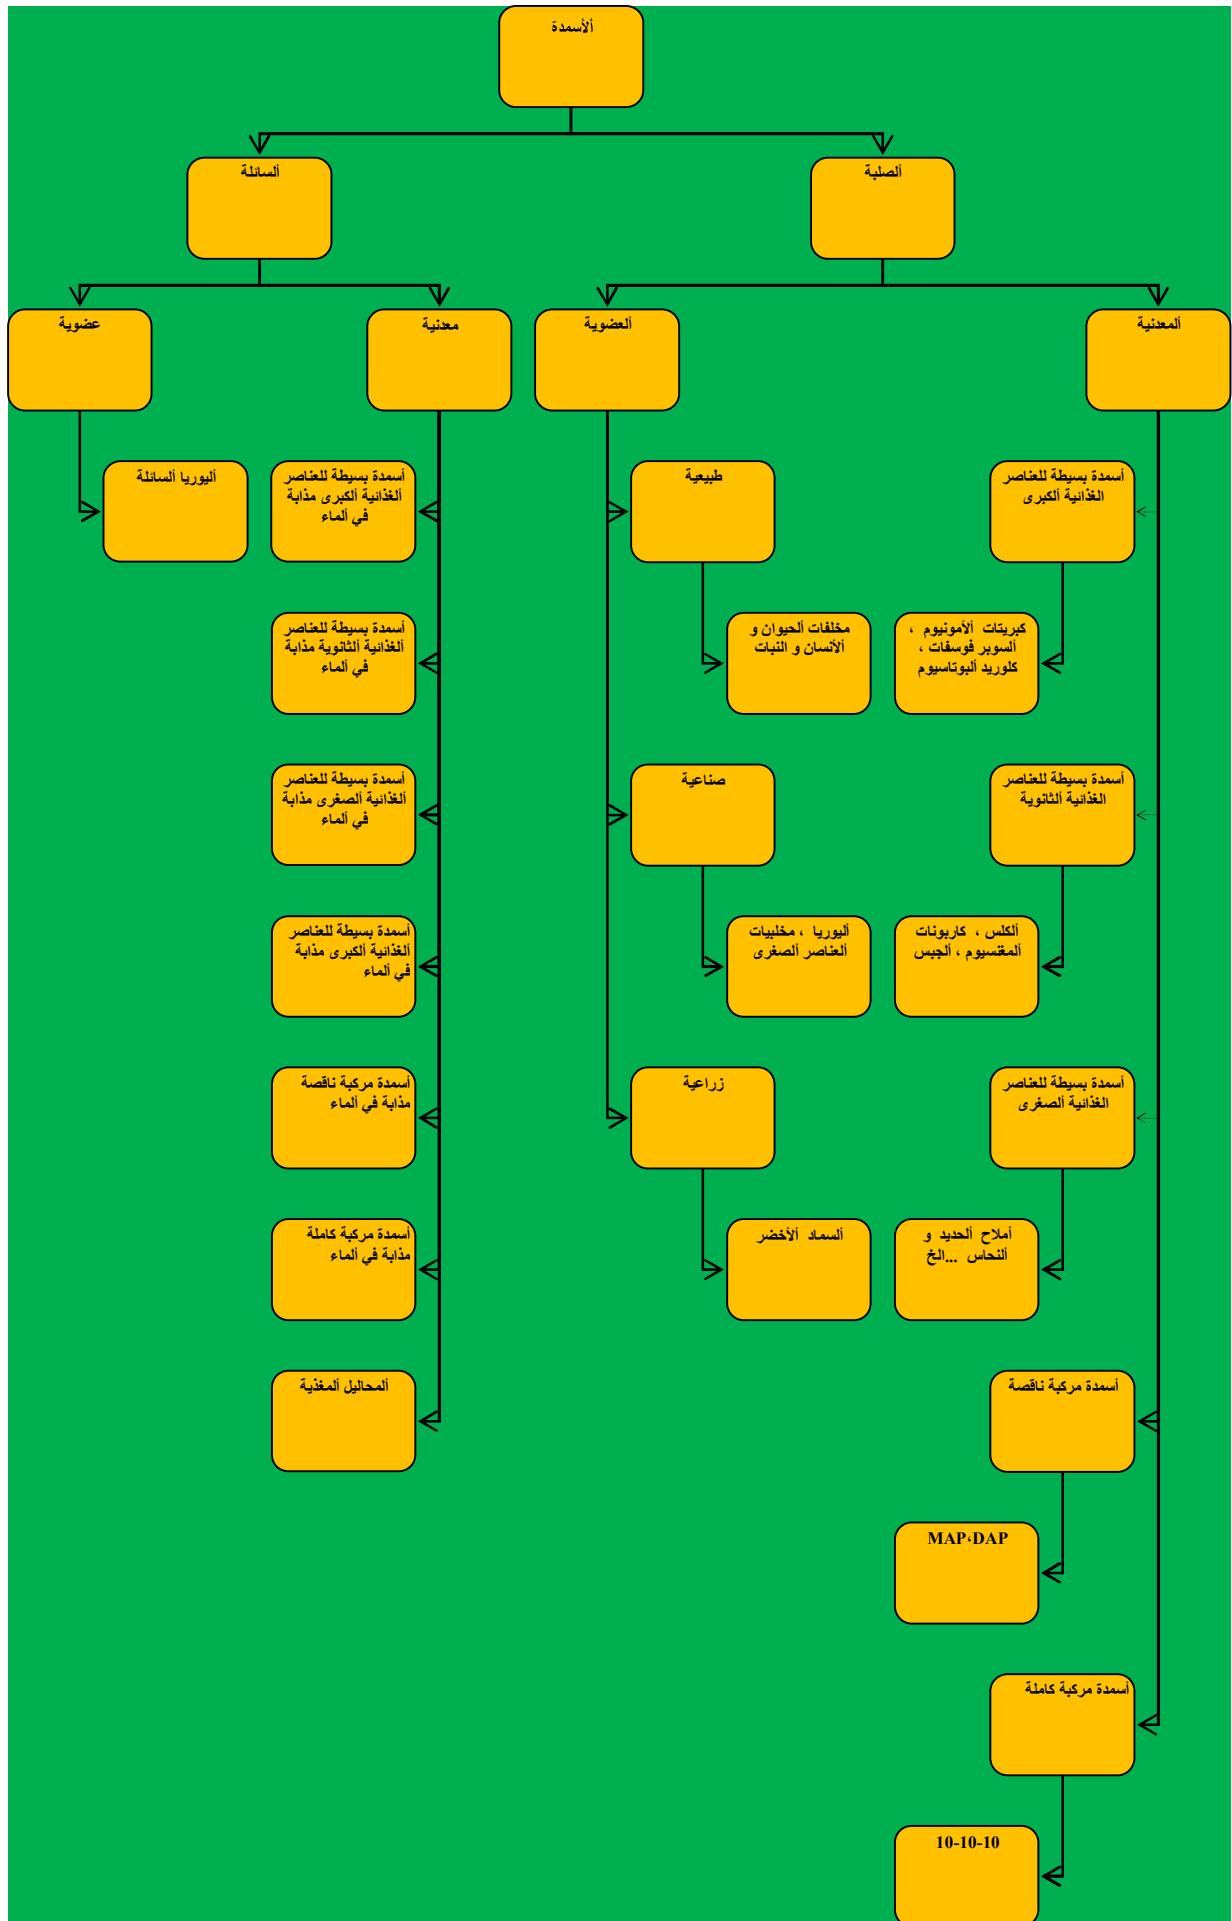 ألأسمدة
ألصلبة
ألسائلة
ألمعدنية
ألعضوية
معدنية
عضوية
أسمدة بسيطة للعناصر
الغذائية ألكبرى
طبيعية
أسمدة بسيطة للعناصر
ألغذائية ألكبرى مذابة
في ألماء
أليوريا ألسائلة
كبريتات ألأمونيوم ،
ألسوبر فوسفات ،
كلوريد ألبوتاسيوم
مخلفات ألحيوان و
ألأنسان و النبات
أسمدة بسيطة للعناصر
ألغذائية ألثانوية مذابة
في ألماء
أسمدة بسيطة للعناصر
الغذائية ألثانوية
صناعية
أسمدة بسيطة للعناصر
ألغذائية ألصغرى مذابة
في ألماء
ألكلس ، كاربونات
ألمغنسيوم ، ألجبس
أليوريا ، مخلبيات
ألعناصر ألصغرى
أسمدة بسيطة للعناصر
ألغذائية ألكبرى مذابة
في ألماء
أسمدة بسيطة للعناصر
الغذائية ألصغرى
زراعية
أسمدة مركبة ناقصة
مذابة في ألماء
أملاح ألحديد و
ألنحاس ...الخ
ألسماد ألأخضر
أسمدة مركبة كاملة
مذابة في ألماء
أسمدة مركبة ناقصة
ألمحاليل ألمغذية
MAP،DAP
أسمدة مركبة كاملة
10-10-10